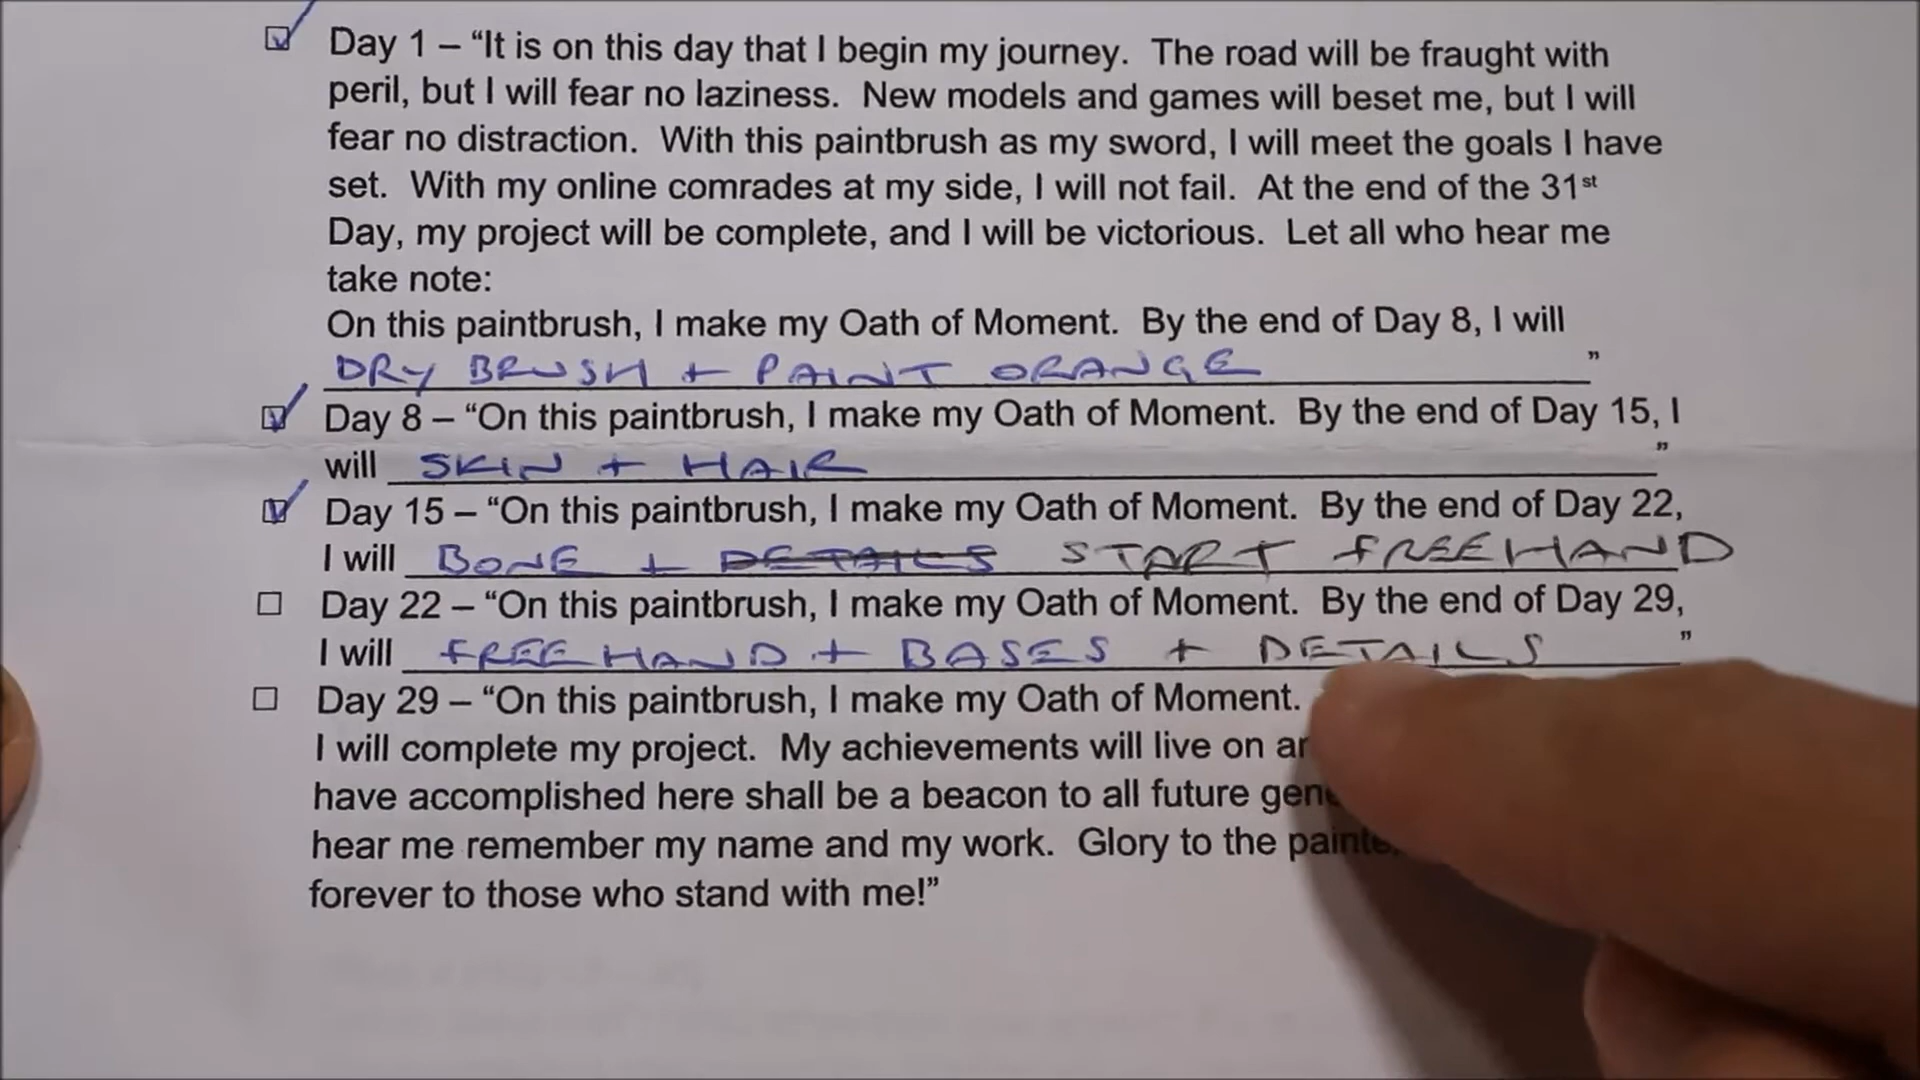 Day 1 – “It is on this day that I begin my journey. The road will be fraught with
peril, but I will fear no laziness. New models and games will beset me, but I will
fear no distraction. With this paintbrush as my sword, I will meet the goals I have
set. With my online comrades at my side, I will not fail. At the end of the 31st
Day, my project will be complete, and I will be victorious. Let all who hear me
take note:
On this paintbrush, I make my Oath of Moment. By the end of Day 8, I will
DRY BRUSH + PAINT ORANGE ”
Day 8 – “On this paintbrush, I make my Oath of Moment. By the end of Day 15, I
will SKIN + HAIR ”
Day 15 – “On this paintbrush, I make my Oath of Moment. By the end of Day 22,
I will BONE + DETAILS START FREEHAND
Day 22 – “On this paintbrush, I make my Oath of Moment. By the end of Day 29,
I will FREEHAND + BASES + DETAILS ”
Day 29 – “On this paintbrush, I make my Oath of Moment.
I will complete my project. My achievements will live on
have accomplished here shall be a beacon to all future
hear me remember my name and my work. Glory to the
forever to those who stand with me!”